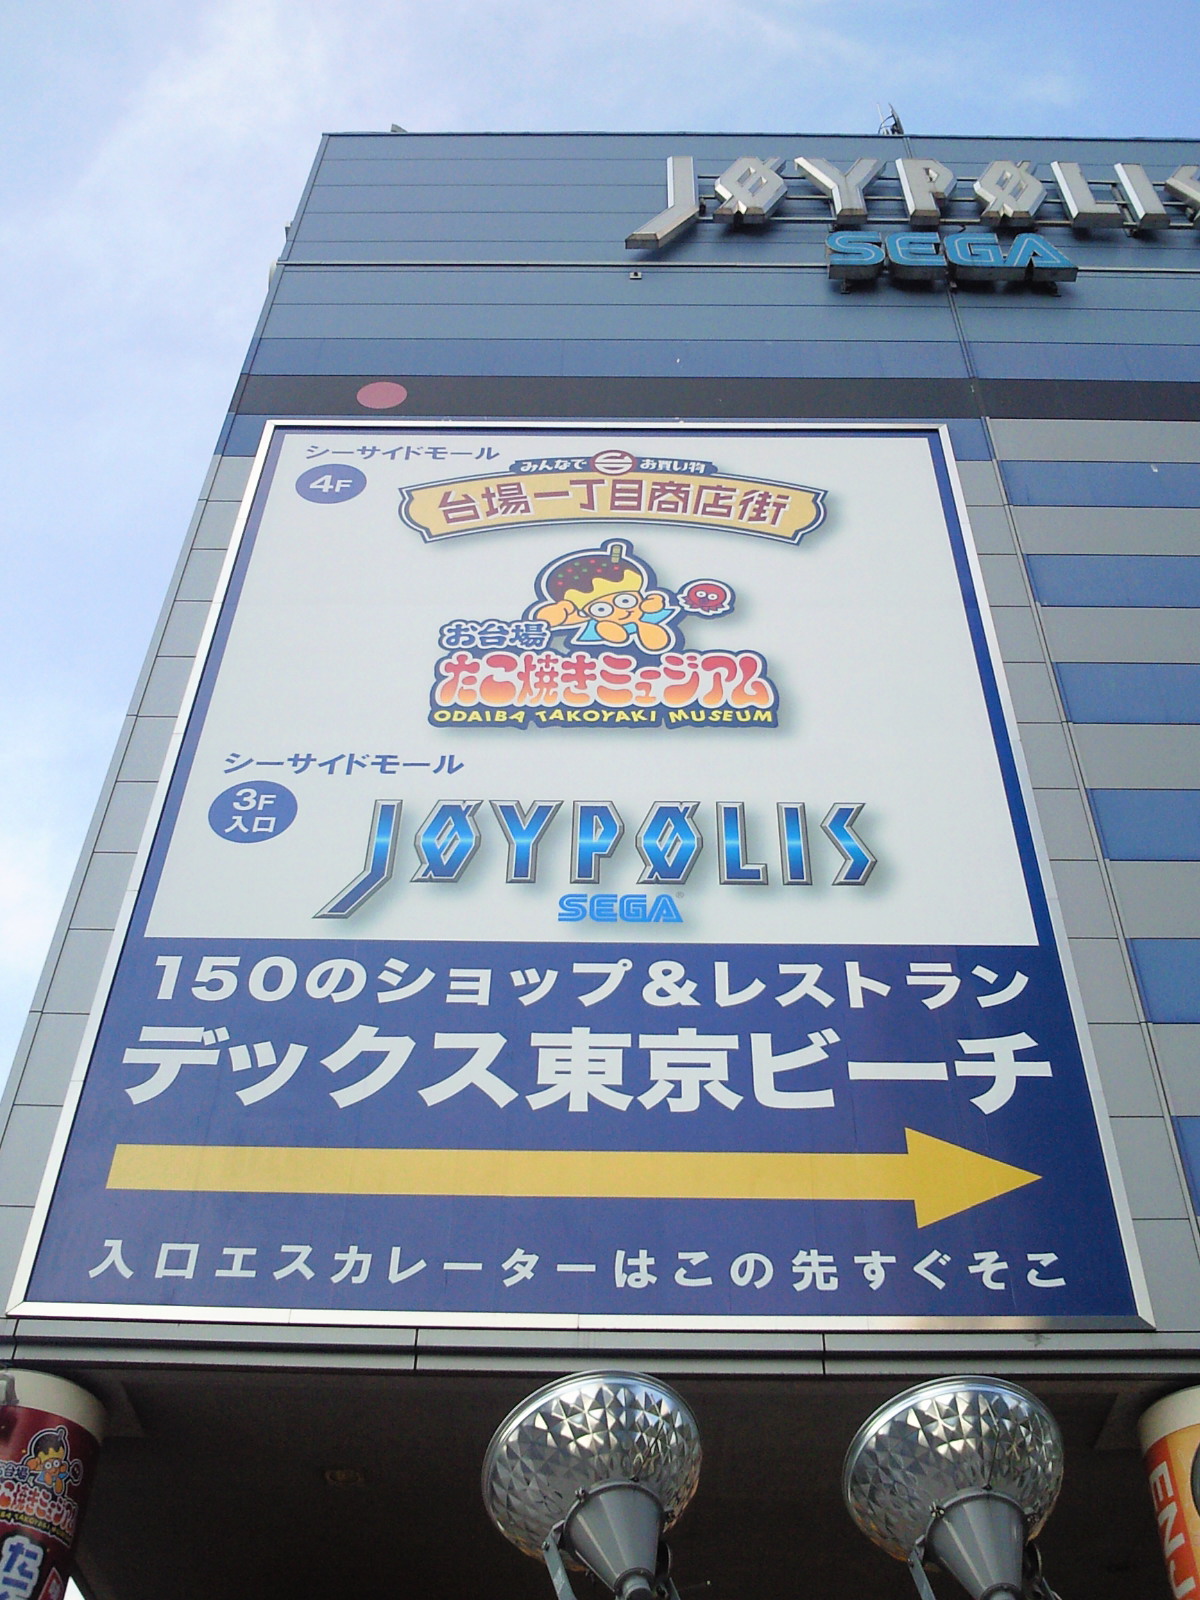 JOYPOLIS
SEGA
シーサイドモール
4F
みんなで お買い物
台場一丁目商店街
お台場
たこ焼きミュージアム
ODAIBA TAKOYAKI MUSEUM
シーサイドモール
3F
入口
JOYPOLIS
SEGA
150のショップ&レストラン
デックス東京ビーチ
入口エスカレーターはこの先すぐそこ
ENJ